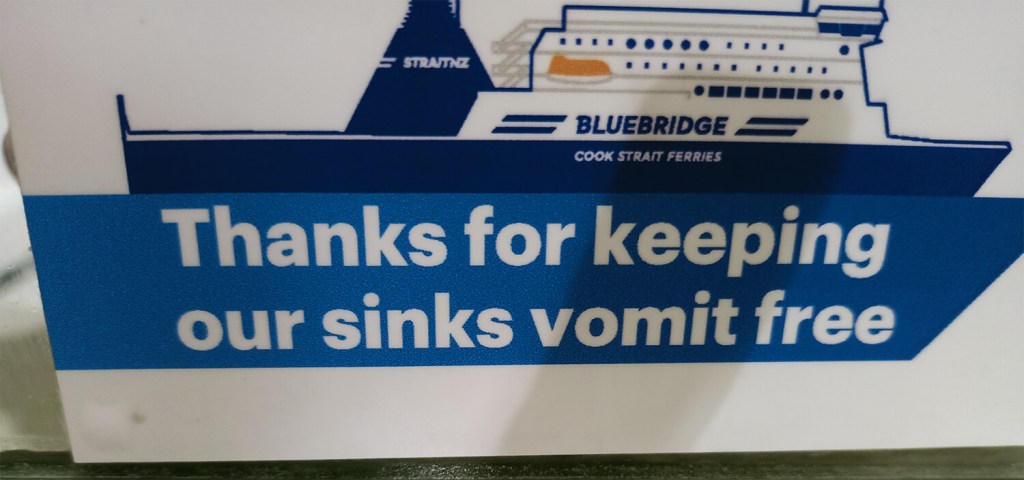 STRAITNZ
BLUEBRIDGE
COOK STRAIT FERRIES
Thanks for keeping
our sinks vomit free